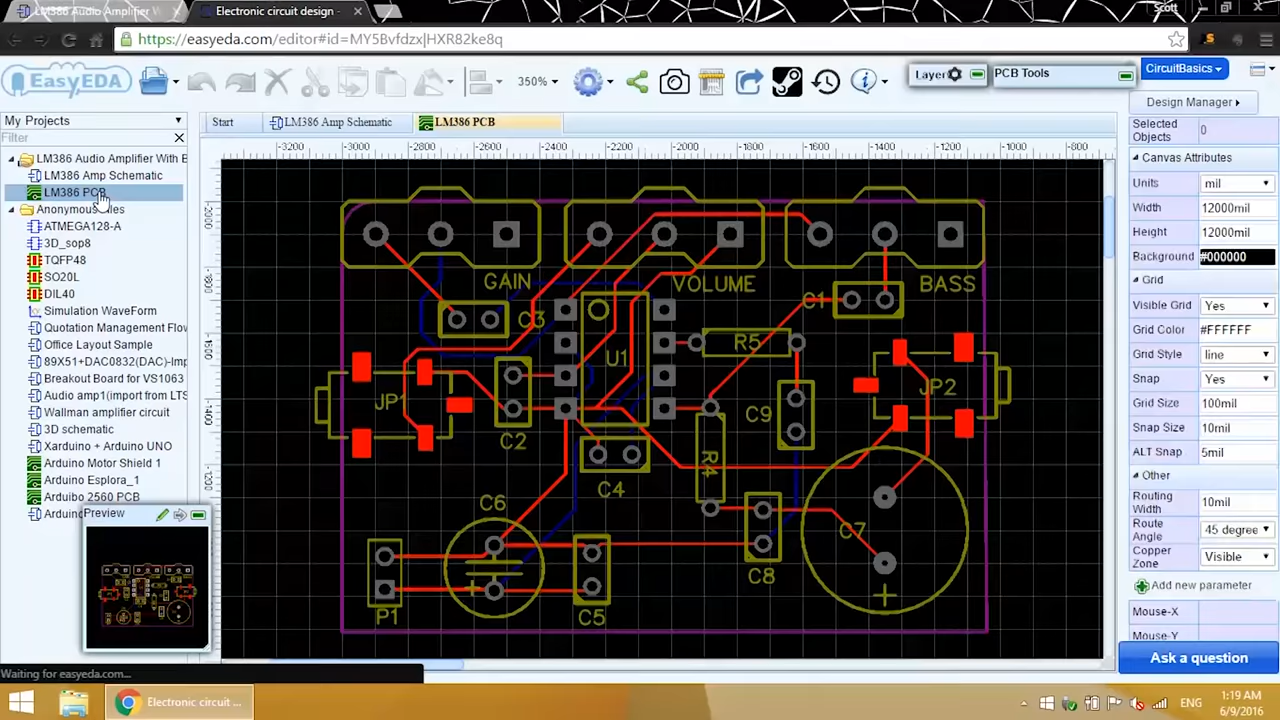 LM386 Audio Amplifier W
Electronic circuit design -
Scott
https://easyeda.com/editor#id=MY5Bvfdzx|HXR82ke8q
EasyEDA
350%
Layer
PCB Tools
CircuitBasics
My Projects
Start
LM386 Amp Schematic
LM386 PCB
Design Manager
Filter
Selected Objects
0
LM386 Audio Amplifier With B
LM386 Amp Schematic
LM386 PCB
Anonymous Files
ATMEGA128-A
3D_sop8
TQFP48
SO20L
DIL40
Simulation WaveForm
Quotation Management Flow
Office Layout Sample
89X51+DAC0832(DAC)-Imp
Breakout Board for VS1063
Audio amp1(import from LTS
Wallman amplifier circuit
3D schematic
Xarduino + Arduino UNO
Arduino Motor Shield 1
Arduino Esplora_1
Arduibo 2560 PCB
Preview
-3200 -3000 -2800 -2600 -2400 -2200 -2000 -1800 -1600 -1400 -1200 -1000 -800
-2000
-1800
-1600
-1400
-1200
GAIN
VOLUME
BASS
C3
C1
U1
R5
JP1
JP2
C2
C9
C4
R4
C6
C7
C8
P1
C5
Canvas Attributes
Units mil
Width 12000mil
Height 12000mil
Background #000000
Grid
Visible Grid Yes
Grid Color #FFFFFF
Grid Style line
Snap Yes
Grid Size 100mil
Snap Size 10mil
ALT Snap 5mil
Other
Routing Width 10mil
Route Angle 45 degree
Copper Zone Visible
Add new parameter
Mouse-X
Mouse-Y
Ask a question
Waiting for easyeda.com...
Electronic circuit ...
ENG
1:19 AM
6/9/2016